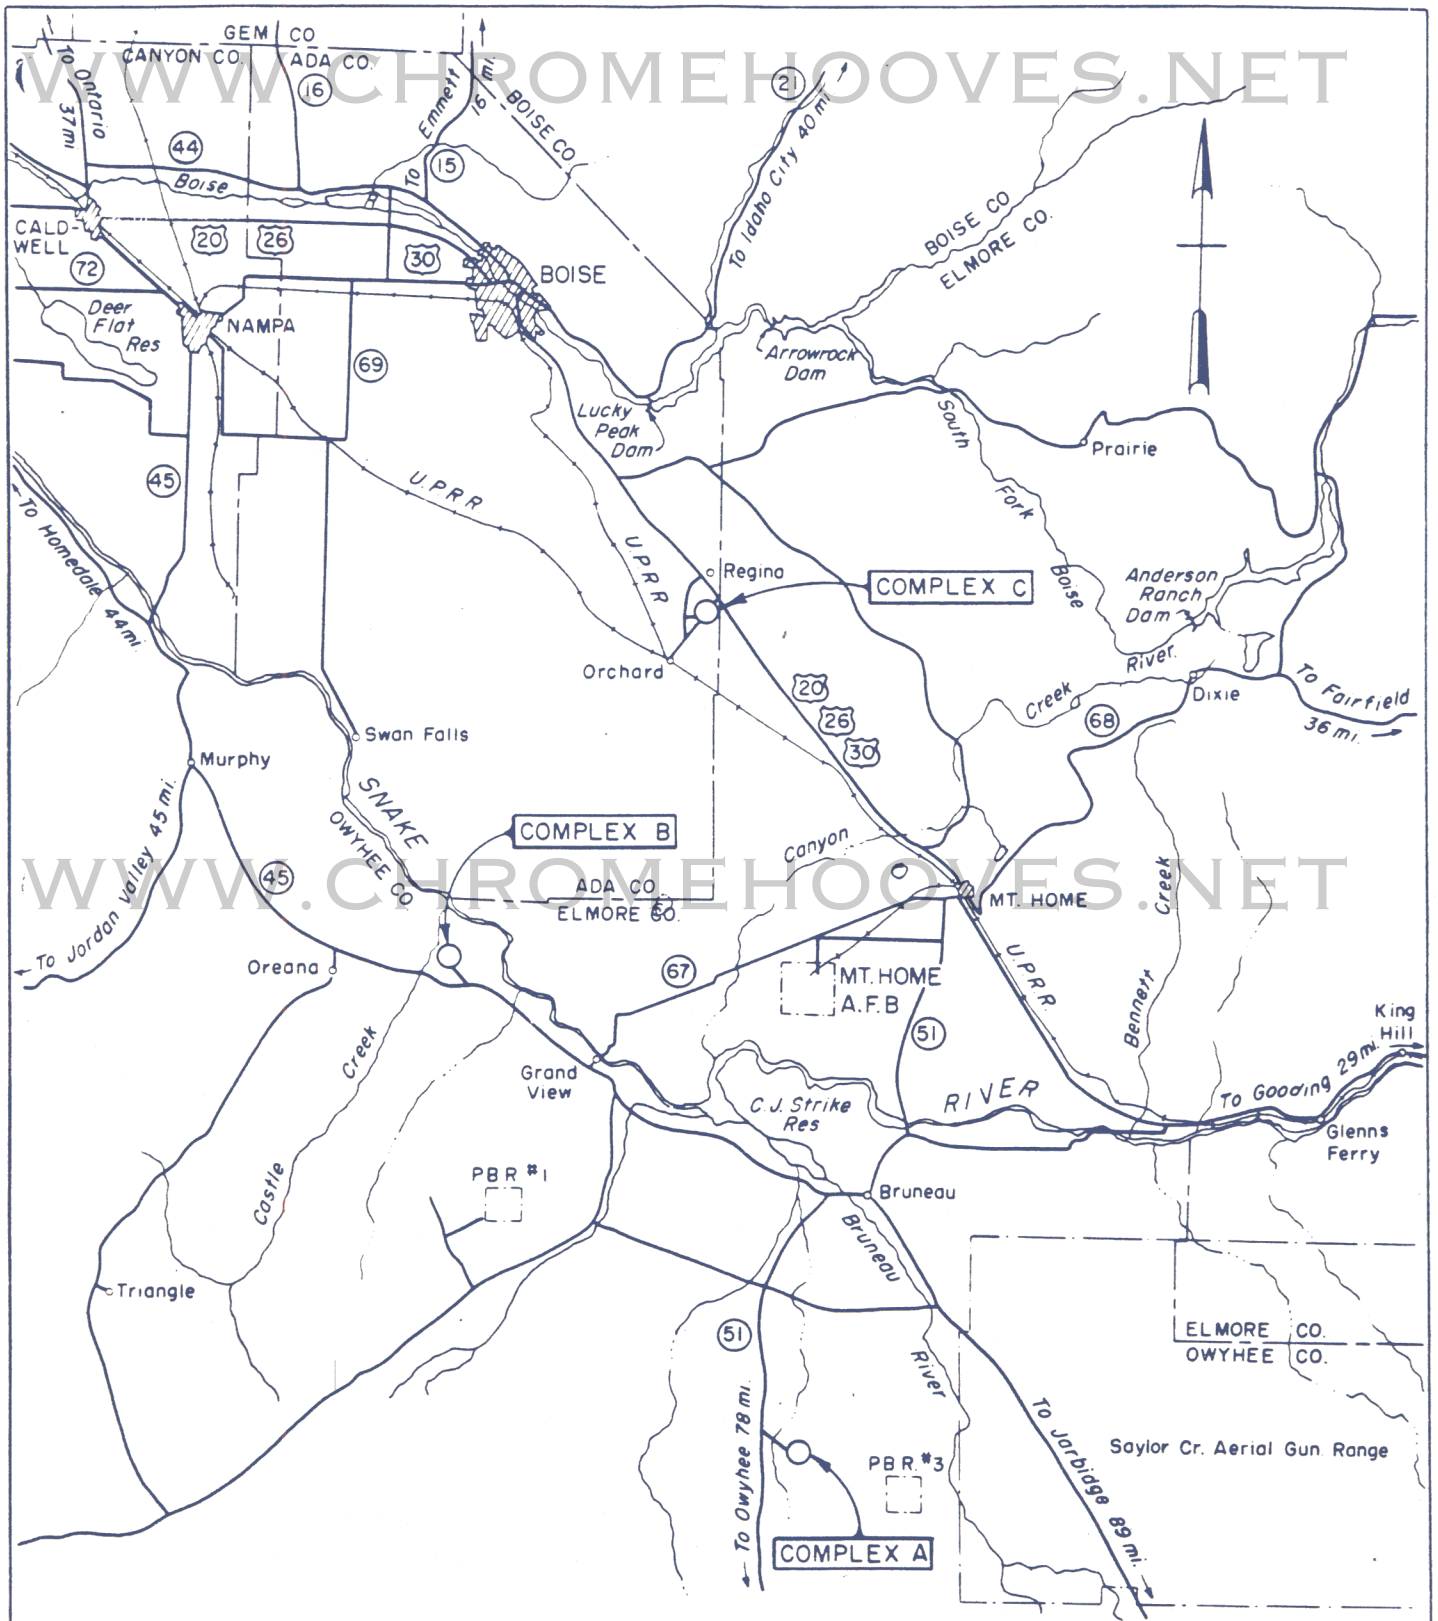 GEM CO
CANYON CO. ADA CO.
WWW.CHROMEHOOVES.NET
To Ontario
37 mi
16
To Emmett
16 mi.
BOISE CO.
21
To Idaho City 40 mi
44
15
Boise
CALD-
WELL
20
26
30
72
BOISE
BOISE CO
ELMORE CO.
Deer
Flat
Res
NAMPA
69
Arrowrock
Dam
Lucky
Peak
Dam
South
Fork
Boise
River.
Prairie
45
U.P.R.R
U.P.R.R
To Homedale 44 mi.
Regina
COMPLEX C
Anderson
Ranch
Dam
Orchard
20
26
30
Creek
68
Dixie
To Fairfield
36 mi.
Swan Falls
Murphy
SNAKE
OWYHEE CO.
To Jordan Valley 45 mi.
COMPLEX B
Canyon
WWW.CHROMEHOOVES.NET
45
ADA CO.
ELMORE CO.
MT. HOME
Creek
Bennett
U.P.R.R.
Oreana
67
MT. HOME
A.F.B
51
King
Hill
Creek
Castle
Grand
View
C.J. Strike
Res
RIVER
To Gooding 29 mi.
Glenns
Ferry
PBR #1
Bruneau
Bruneau
River
Triangle
51
ELMORE CO.
OWYHEE CO.
To Owyhee 78 mi.
To Jarbidge 89 mi.
Saylor Cr. Aerial Gun Range
PBR.#3
COMPLEX A